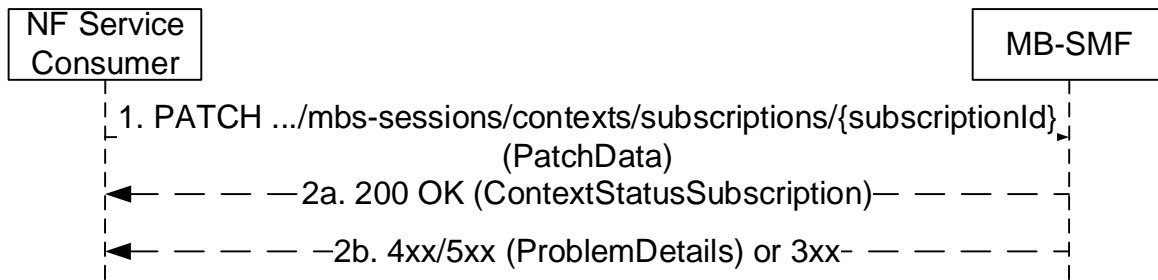 NF Service
Consumer
MB-SMF
1. PATCH .../mbs-sessions/contexts/subscriptions/{subscriptionId}
(PatchData)
2a. 200 OK (ContextStatusSubscription)
2b. 4xx/5xx (ProblemDetails) or 3xx